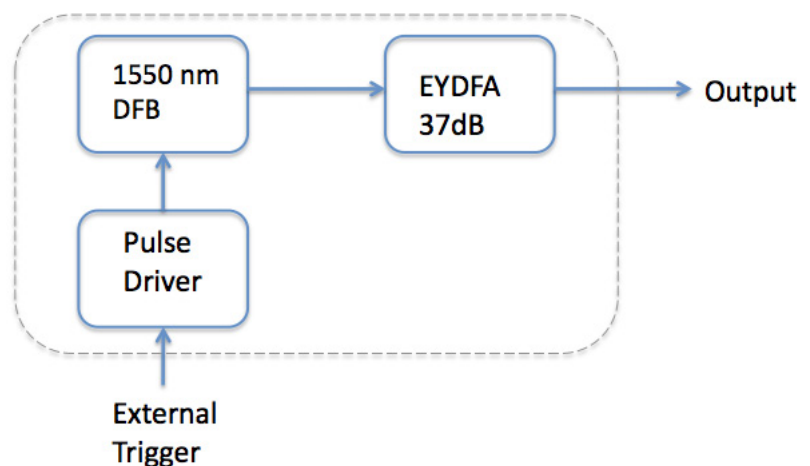 1550 nm
DFB
EYDFA
37dB
Output
Pulse
Driver
External
Trigger